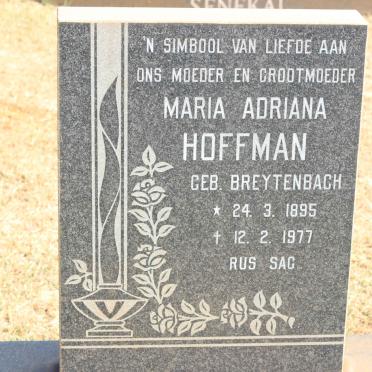 SENEKAL
'N SIMBOOL VAN LIEFDE AAN
ONS MOEDER EN GROOTMOEDER
MARIA ADRIANA
HOFFMAN
GEB. BREYTENBACH
* 24. 3. 1895
† 12. 2. 1977
RUS SAG